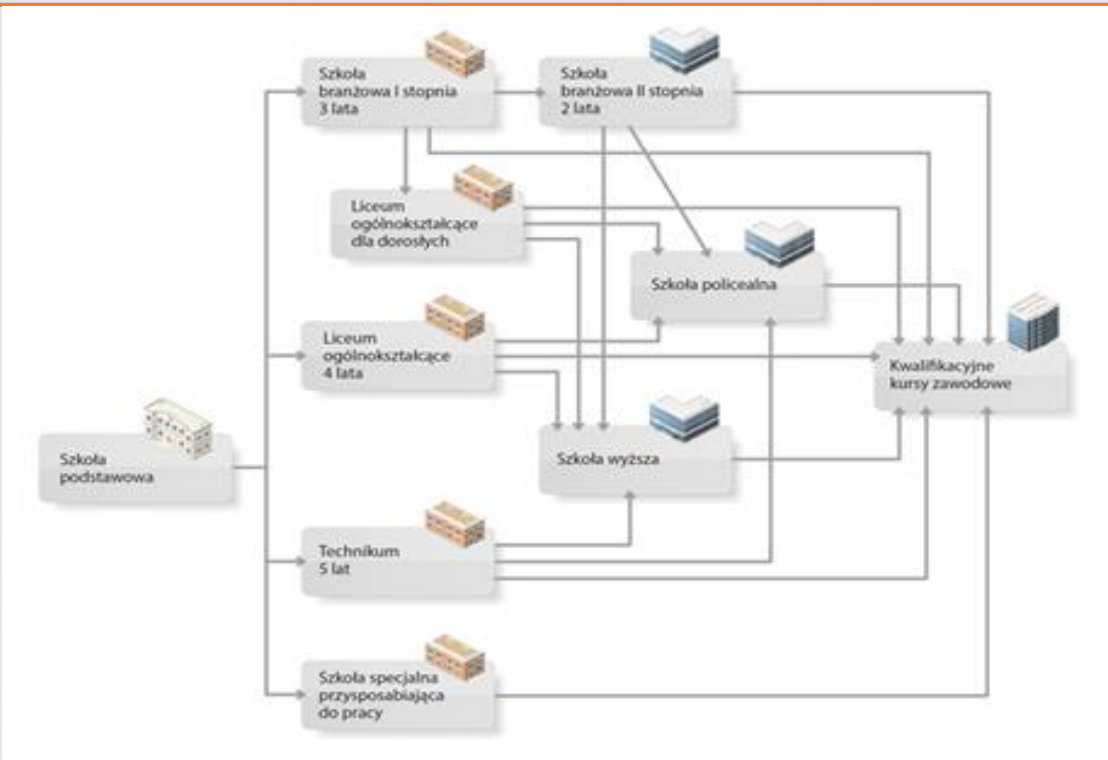 Szkoła
branżowa I stopnia
3 lata
Szkoła
branżowa II stopnia
2 lata
Liceum
ogólnokształcące
dla dorosłych
Szkoła policealna
Liceum
ogólnokształcące
4 lata
Kwalifikacyjne
kursy zawodowe
Szkoła
podstawowa
Szkoła wyższa
Technikum
5 lat
Szkoła specjalna
przysposabiająca
do pracy